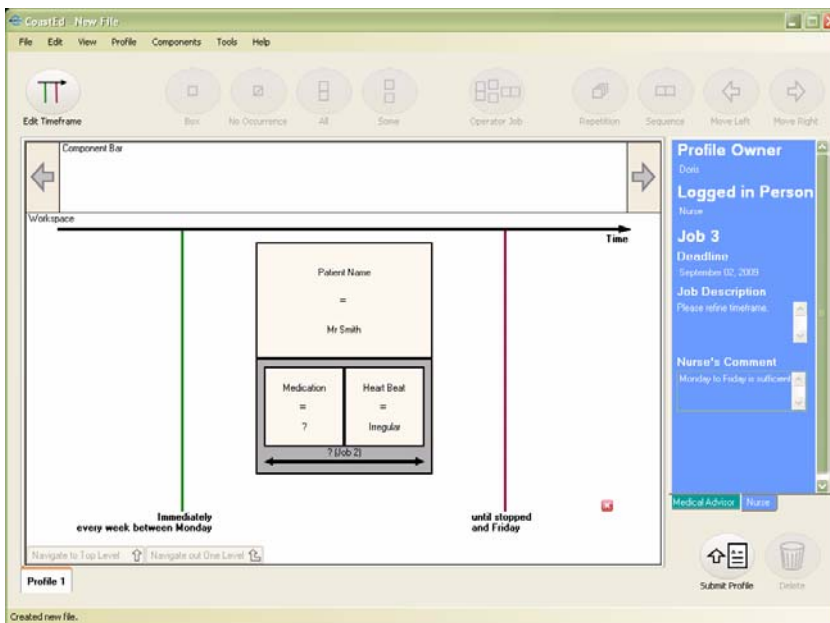 CoastEd - New File
File Edit View Profile Components Tools Help
Edit Timeframe Box No Occurrence All Some Operator Job Repetition Sequence Move Left Move Right
Component Bar
Workspace
Time
Patient Name
=
Mr Smith
Medication
=
?
Heart Beat
=
Irregular
? (Job 2)
Immediately
every week between Monday
until stopped
and Friday
Navigate to Top Level Navigate out One Level
Profile 1
Created new file.
Profile Owner
Doris
Logged in Person
Nurse
Job 3
Deadline
September 02, 2009
Job Description
Please refine timeframe.
Nurse's Comment
Monday to Friday is sufficient
Medical Advisor Nurse
Submit Profile Delete